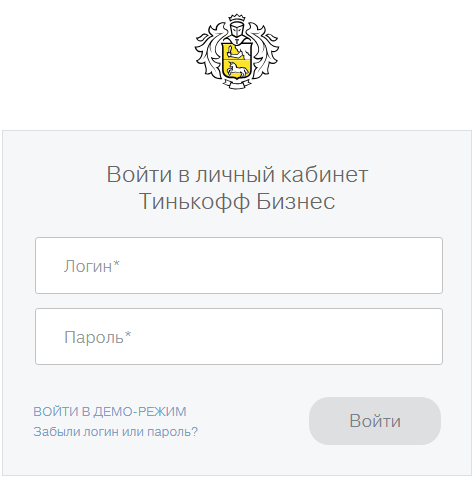 Войти в личный кабинет
Тинькофф Бизнес
Логин*
Пароль*
ВОЙТИ В ДЕМО-РЕЖИМ
Забыли логин или пароль?
Войти